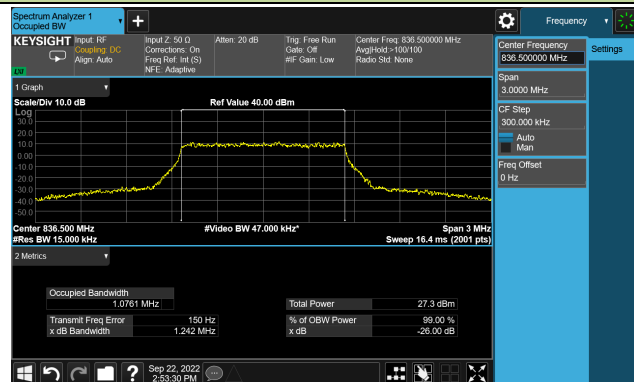 Spectrum Analyzer 1
Occupied BW
Frequency
KEYSIGHT
Input: RF
Coupling: DC
Align: Auto
Input Z: 50 Ω
Corrections: On
Freq Ref: Int (S)
NFE: Adaptive
Atten: 20 dB
Trig: Free Run
Gate: Off
#IF Gain: Low
Center Freq: 836.500000 MHz
Avg|Hold:>100/100
Radio Std: None
LXI
Center Frequency
836.500000 MHz
Settings
Span
3.0000 MHz
CF Step
300.000 kHz
Auto
Man
Freq Offset
0 Hz
1 Graph
Scale/Div 10.0 dB
Ref Value 40.00 dBm
Log
30.0
20.0
10.0
0.00
-10.0
-20.0
-30.0
-40.0
-50.0
Center 836.500 MHz
#Video BW 47.000 kHz*
Span 3 MHz
#Res BW 15.000 kHz
Sweep 16.4 ms (2001 pts)
2 Metrics
Occupied Bandwidth
1.0761 MHz
Total Power 27.3 dBm
Transmit Freq Error 150 Hz
% of OBW Power 99.00 %
x dB Bandwidth 1.242 MHz
x dB -26.00 dB
?
Sep 22, 2022
2:53:30 PM